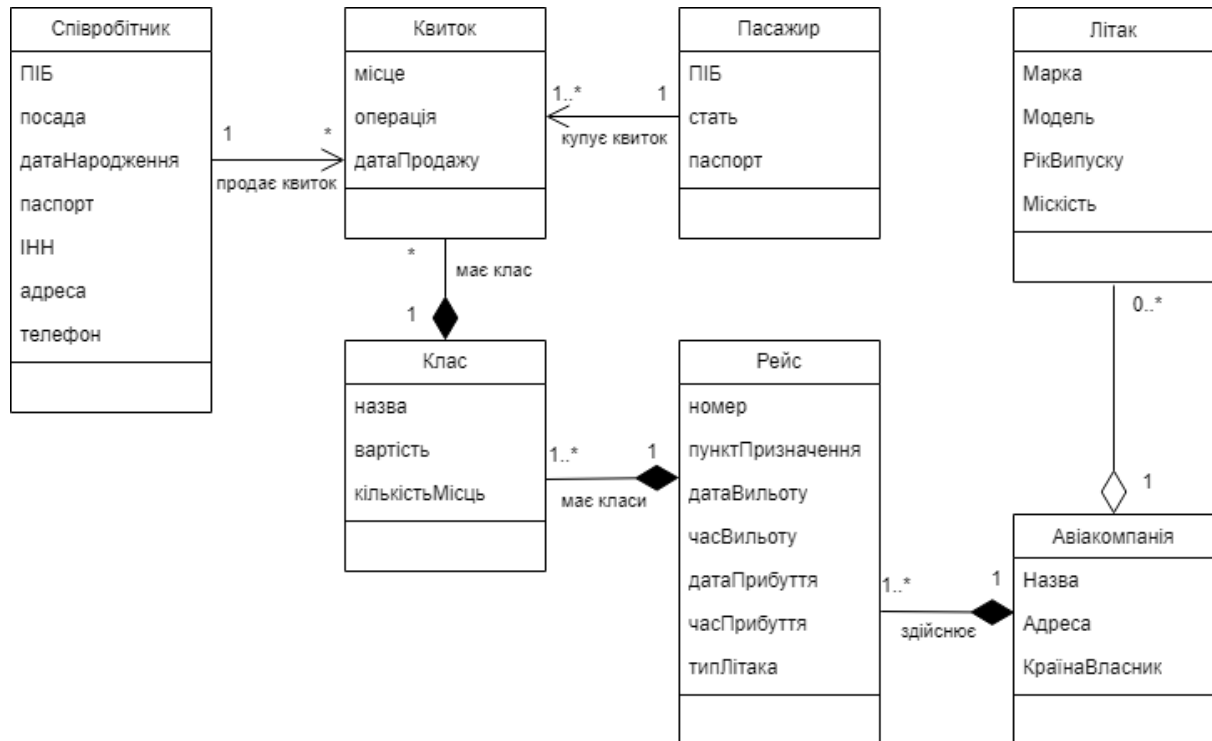 Співробітник
ПІБ
посада
датаНародження
паспорт
ІНН
адреса
телефон
1
*
продає квиток
Квиток
місце
операція
датаПродажу
1..*
1
купує квиток
Пасажир
ПІБ
стать
паспорт
Літак
Марка
Модель
РікВипуску
Міскість
*
має клас
1
Клас
назва
вартість
кількістьМісць
1..*
1
має класи
Рейс
номер
пунктПризначення
датаВильоту
часВильоту
датаПрибуття
часПрибуття
типЛітака
1..*
1
здійснює
0..*
1
Авіакомпанія
Назва
Адреса
КраїнаВласник